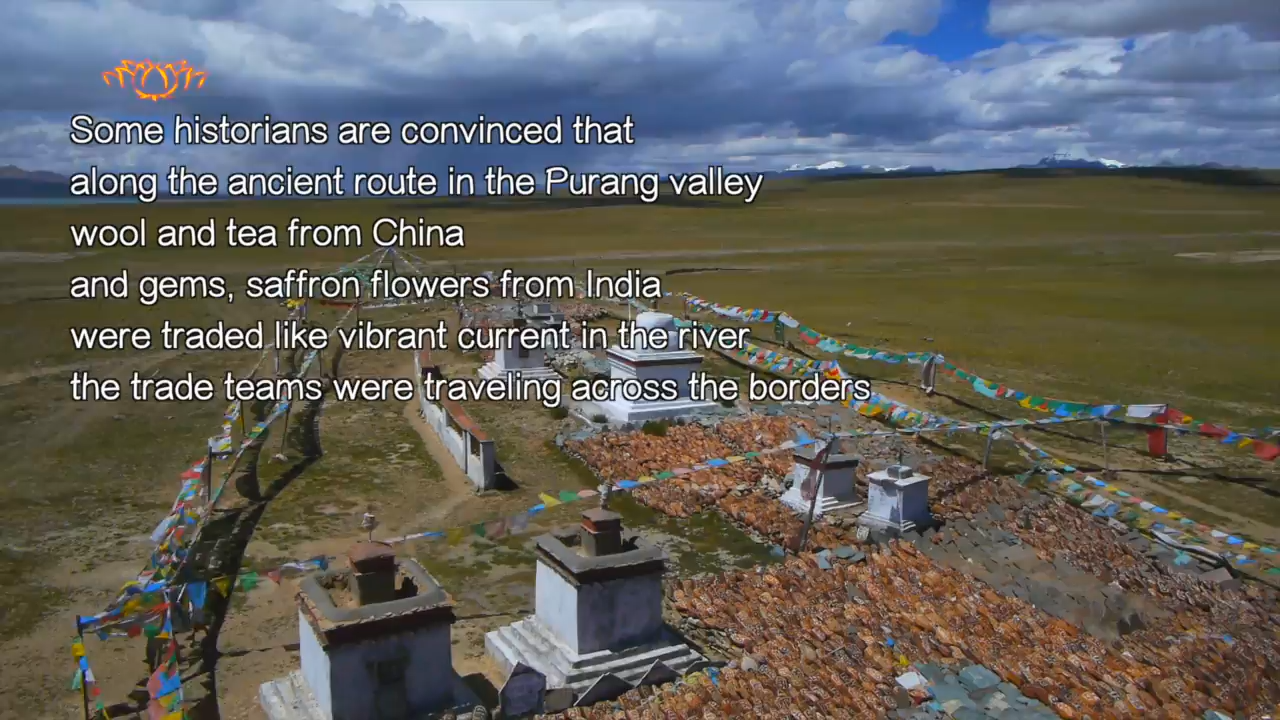 Some historians are convinced that
along the ancient route in the Purang valley
wool and tea from China
and gems, saffron flowers from India
were traded like vibrant current in the river
the trade teams were traveling across the borders